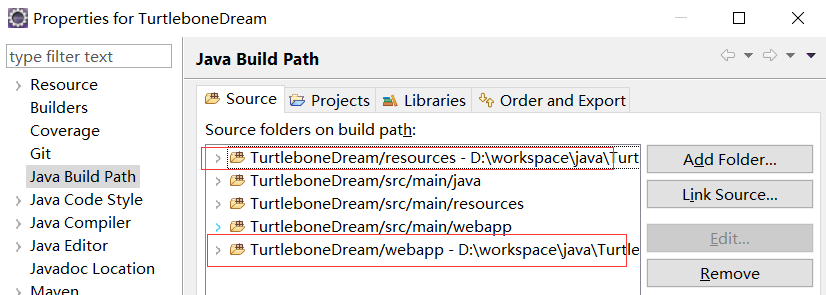 Properties for TurtleboneDream
type filter text
Resource
Builders
Coverage
Git
Java Build Path
Java Code Style
Java Compiler
Java Editor
Javadoc Location
Maven
Java Build Path
Source
Projects
Libraries
Order and Export
Source folders on build path:
TurtleboneDream/resources - D:\workspace\java\Turt
TurtleboneDream/src/main/java
TurtleboneDream/src/main/resources
TurtleboneDream/src/main/webapp
TurtleboneDream/webapp - D:\workspace\java\Turtle
Add Folder...
Link Source...
Edit...
Remove